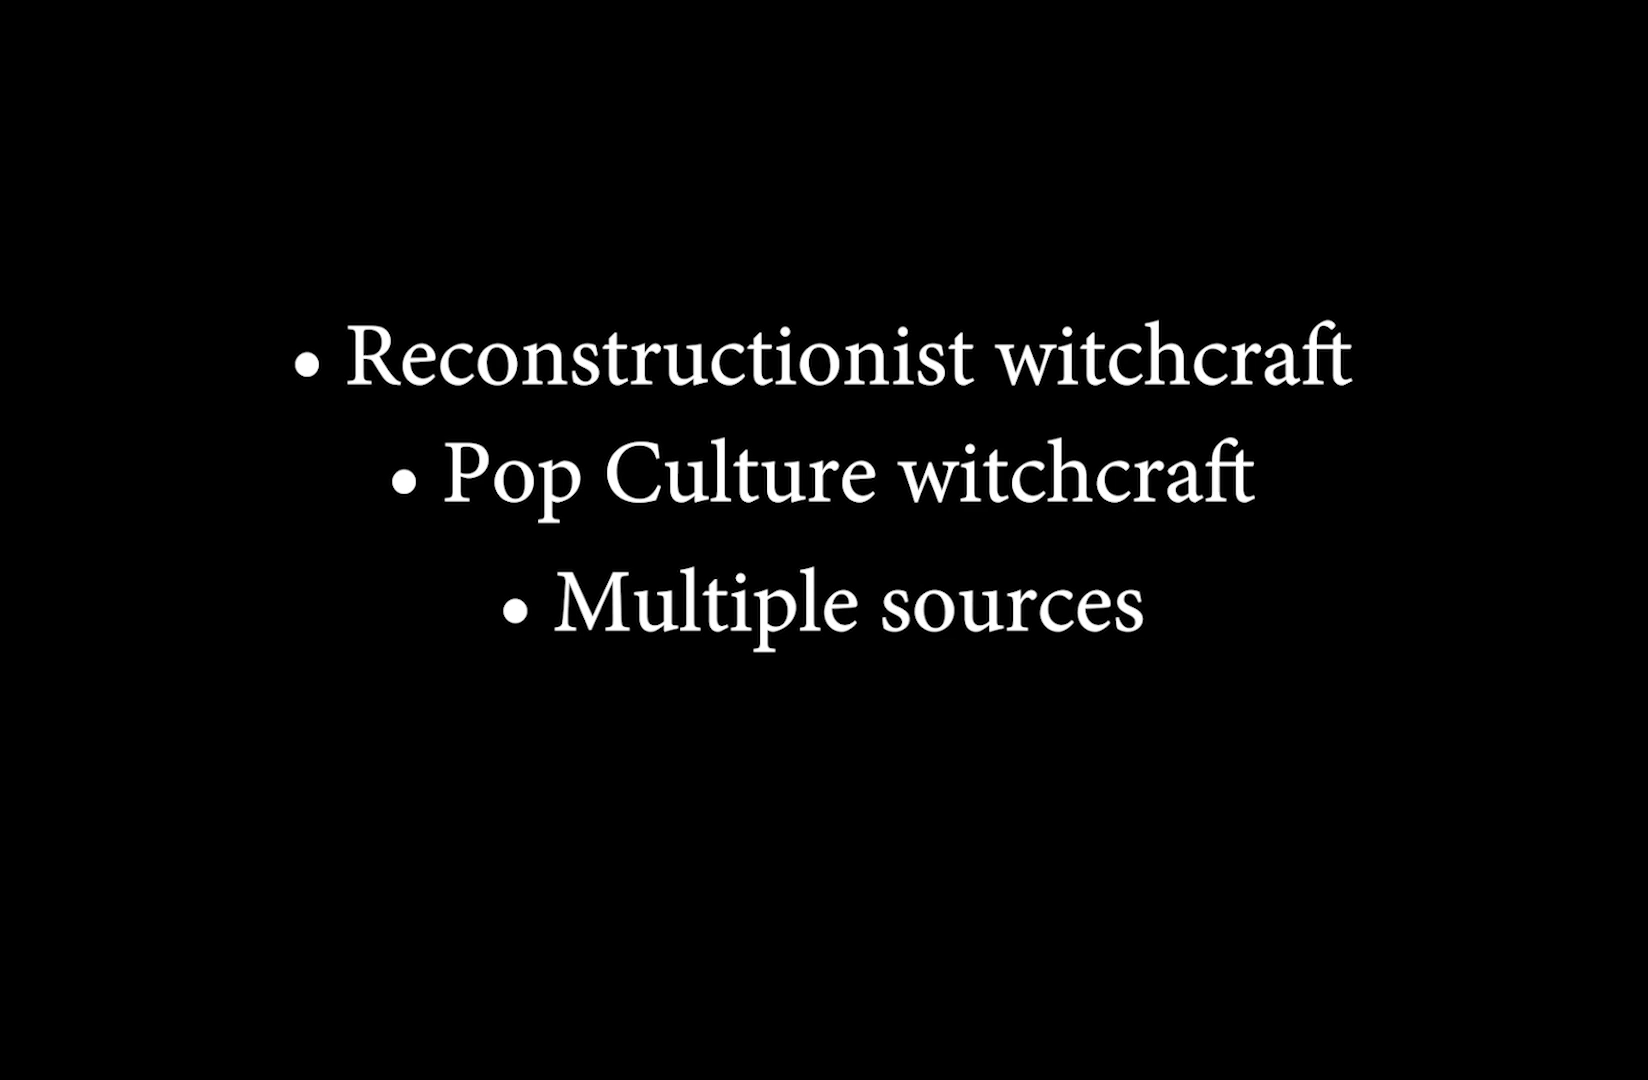 • Reconstructionist witchcraft
• Pop Culture witchcraft
• Multiple sources